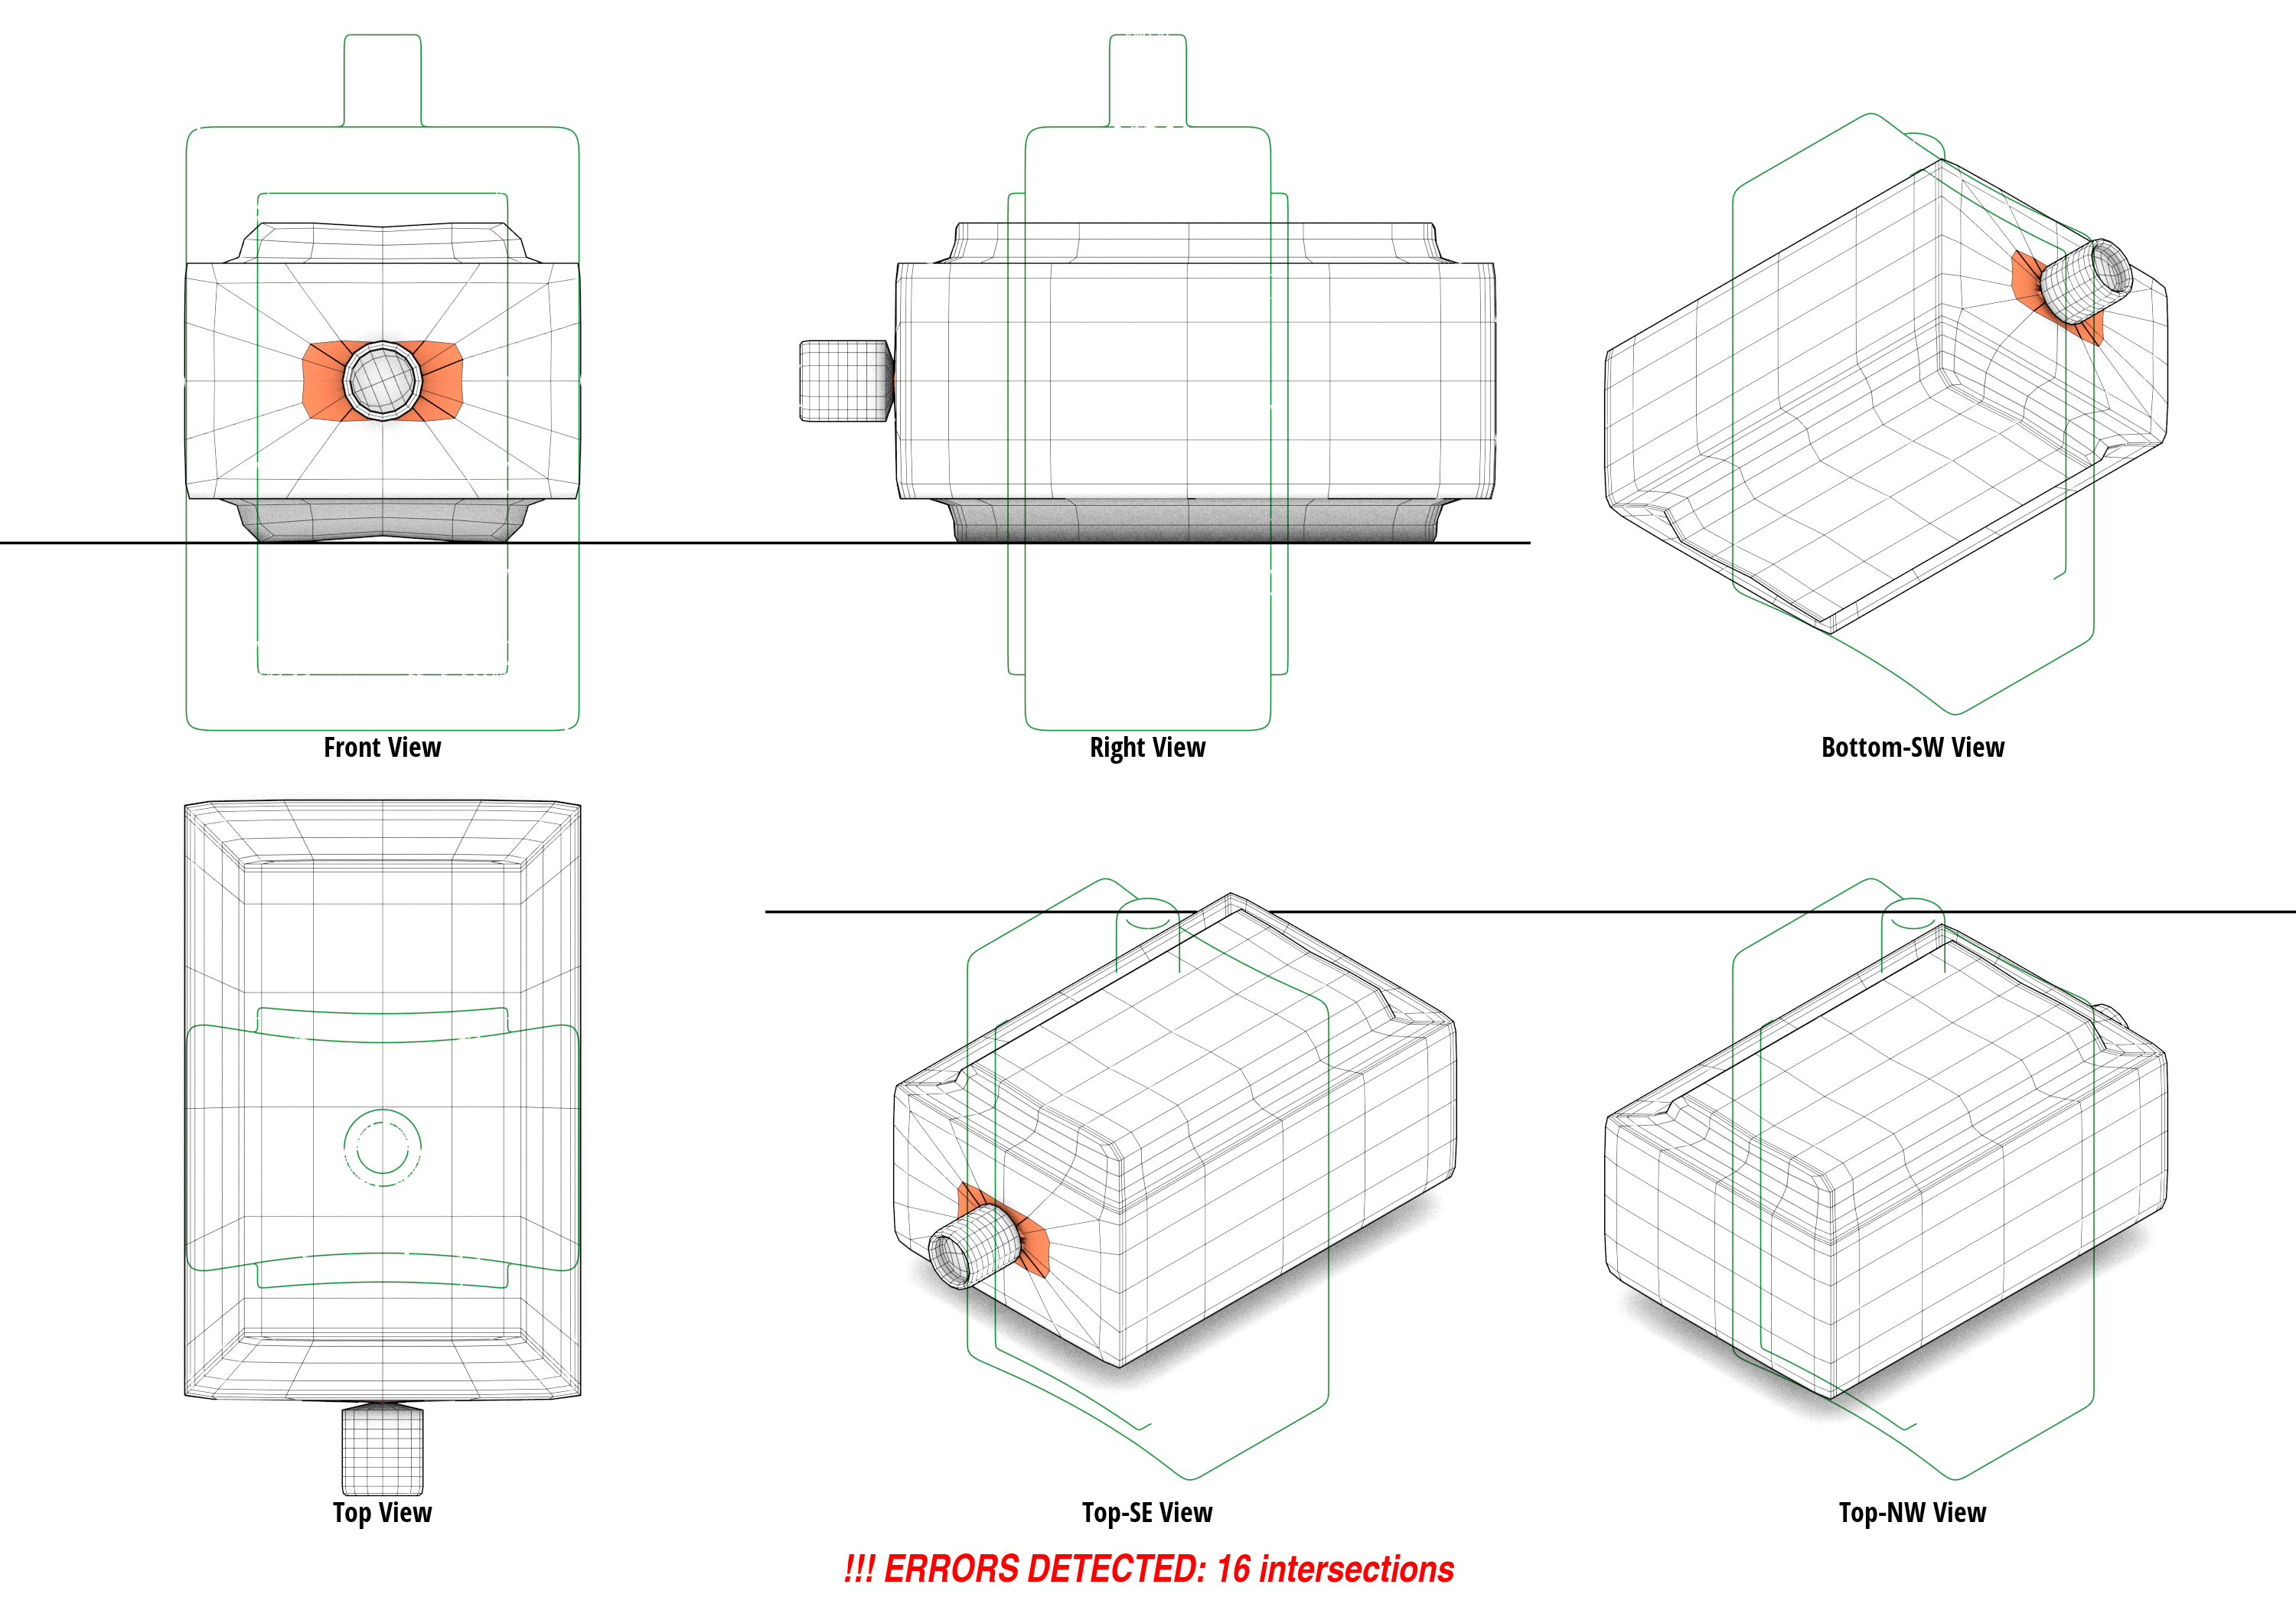 Front View
Right View
Bottom-SW View
Top View
Top-SE View
Top-NW View
!!! ERRORS DETECTED: 16 intersections